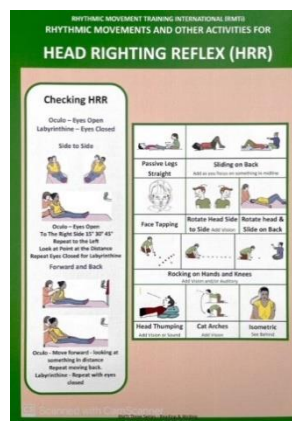 RHYTHMIC MOVEMENT TRAINING INTERNATIONAL (RMTi)
RHYTHMIC MOVEMENTS AND OTHER ACTIVITIES FOR
HEAD RIGHTING REFLEX (HRR)
Checking HRR
Oculo – Eyes Open
Labyrinthine – Eyes Closed
Side to Side
Oculo – Eyes Open
To The Right Side 15° 30° 45°
Repeat to the Left
Look at Point at the Distance
Repeat Eyes Closed for Labyrinthine
Forward and Back
Oculo - Move forward - looking at
something in distance
Repeat moving back.
Labyrinthine - Repeat with eyes
closed
Passive Legs
Straight
Sliding on Back
Add as you focus on something in midline
Face Tapping
Rotate Head Side
to Side Add Vision
Rotate head &
Slide on Back
Rocking on Hands and Knees
Add Vision and/or Auditory
Head Thumping
Add Vision or Sound
Cat Arches
Add Vision
Isometric
See Behind
Scanned with